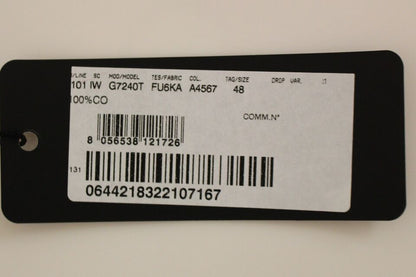 /LINE SC MOD/MODEL TES/FABRIC COL. TAG/SIZE DROP VAR.
101 IW G7240T FU6KA A4567 48
100%CO
COMM.N°
8 056538 121726
131
0644218322107167